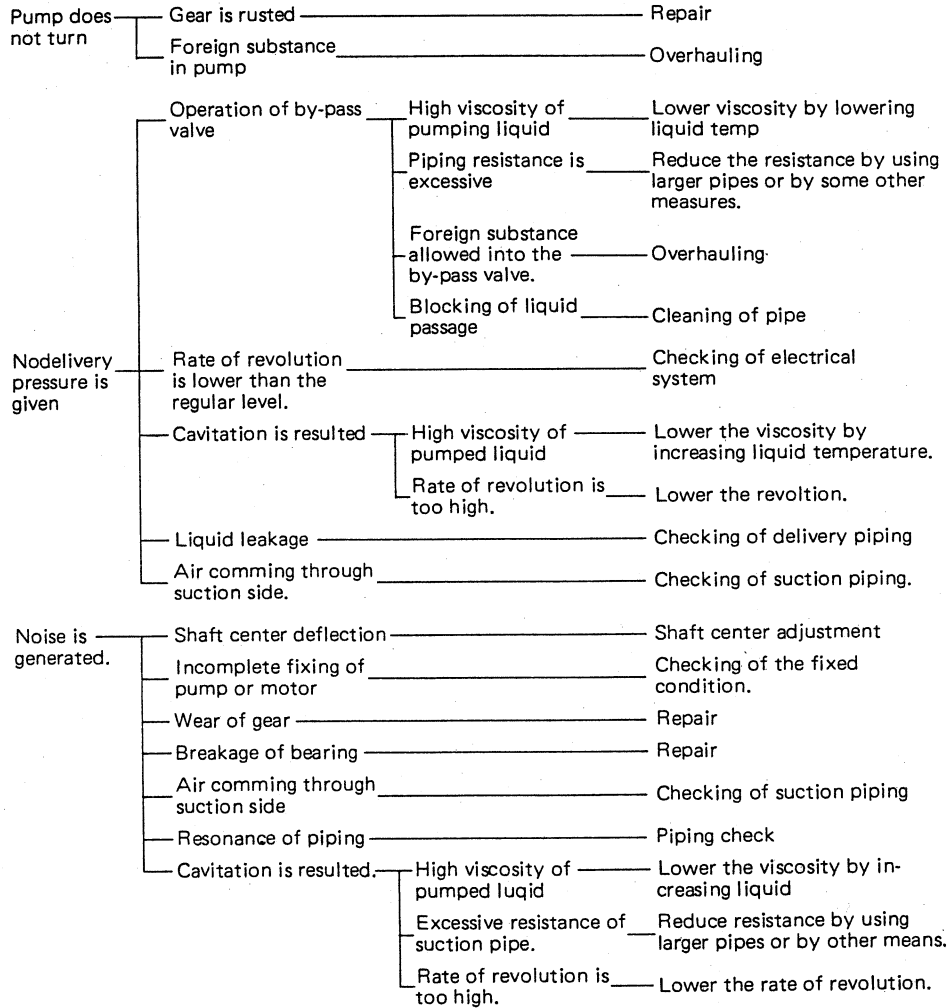 Pump does
not turn
Gear is rusted
Repair
Foreign substance
in pump
Overhauling
Nodelivery
pressure is
given
Operation of by-pass
valve
High viscosity of
pumping liquid
Lower viscosity by lowering
liquid temp
Piping resistance is
excessive
Reduce the resistance by using
larger pipes or by some other
measures.
Foreign substance
allowed into the
by-pass valve.
Overhauling
Blocking of liquid
passage
Cleaning of pipe
Rate of revolution
is lower than the
regular level.
Checking of electrical
system
Cavitation is resulted
High viscosity of
pumped liquid
Lower the viscosity by
increasing liquid temperature.
Rate of revolution is
too high.
Lower the revoltion.
Liquid leakage
Checking of delivery piping
Air comming through
suction side.
Checking of suction piping.
Noise is
generated.
Shaft center deflection
Shaft center adjustment
Incomplete fixing of
pump or motor
Checking of the fixed
condition.
Wear of gear
Repair
Breakage of bearing
Repair
Air comming through
suction side
Checking of suction piping
Resonance of piping
Piping check
Cavitation is resulted.
High viscosity of
pumped luqid
Lower the viscosity by in-
creasing liquid
Excessive resistance of
suction pipe.
Reduce resistance by using
larger pipes or by other means.
Rate of revolution is
too high.
Lower the rate of revolution.